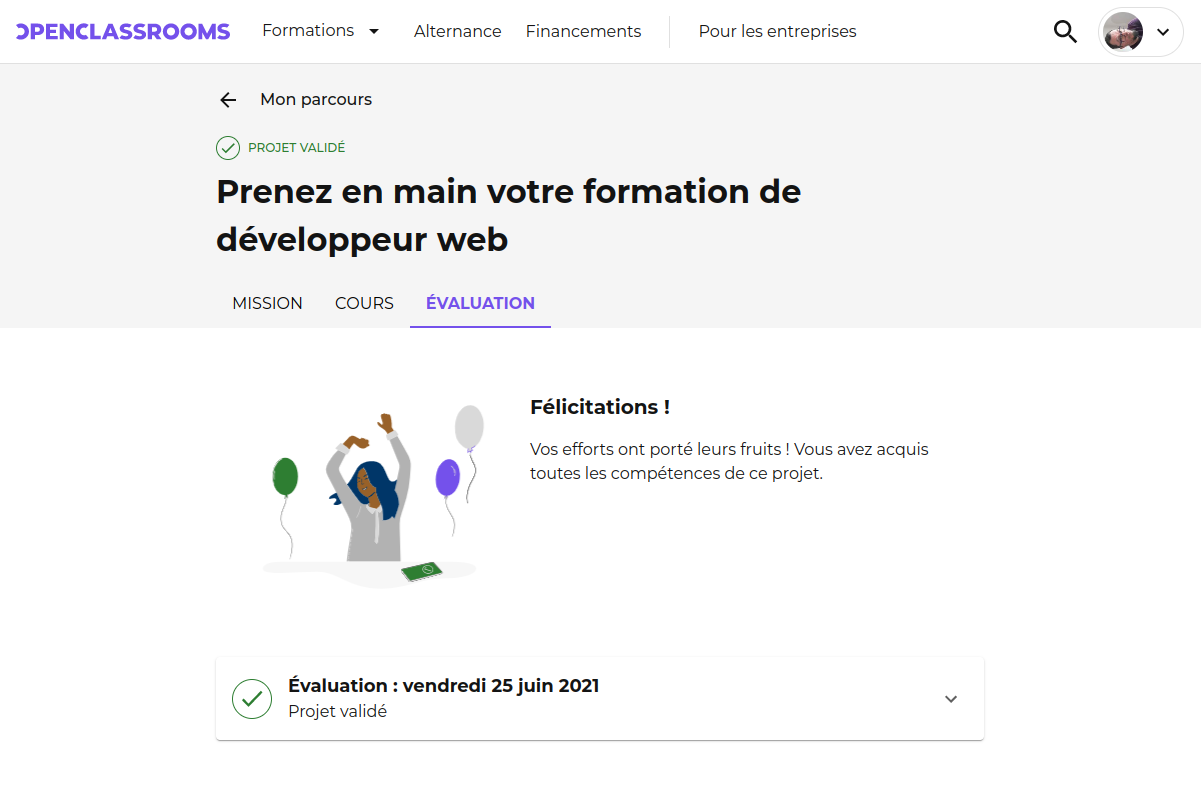 OPENCLASSROOMS
Formations
Alternance
Financements
Pour les entreprises
Mon parcours
PROJET VALIDÉ
Prenez en main votre formation de
développeur web
MISSION
COURS
ÉVALUATION
Félicitations !
Vos efforts ont porté leurs fruits ! Vous avez acquis
toutes les compétences de ce projet.
Évaluation : vendredi 25 juin 2021
Projet validé